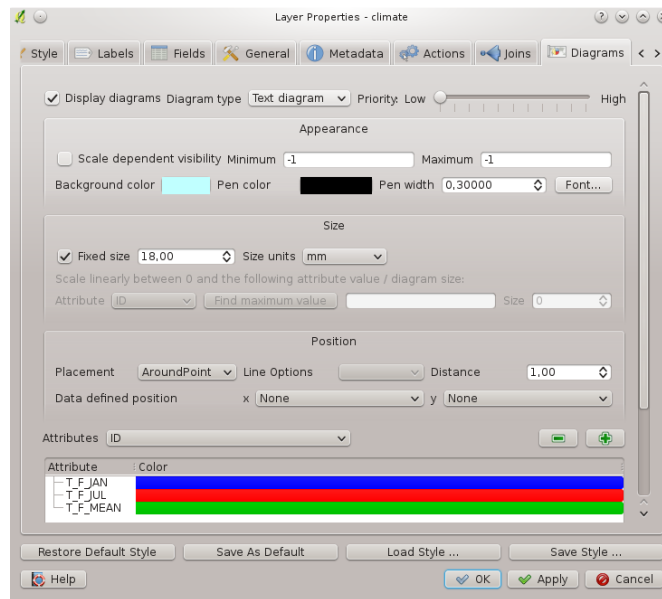 Layer Properties - climate
Style Labels Fields General Metadata Actions Joins Diagrams
Display diagrams Diagram type Text diagram Priority: Low High
Appearance
Scale dependent visibility Minimum -1 Maximum -1
Background color Pen color Pen width 0,30000 Font...
Size
Fixed size 18,00 Size units mm
Scale linearly between 0 and the following attribute value / diagram size:
Attribute ID Find maximum value Size 0
Position
Placement AroundPoint Line Options Distance 1,00
Data defined position x None y None
Attributes ID
Attribute Color
T_F_JAN
T_F_JUL
T_F_MEAN
Restore Default Style Save As Default Load Style ... Save Style ...
Help OK Apply Cancel